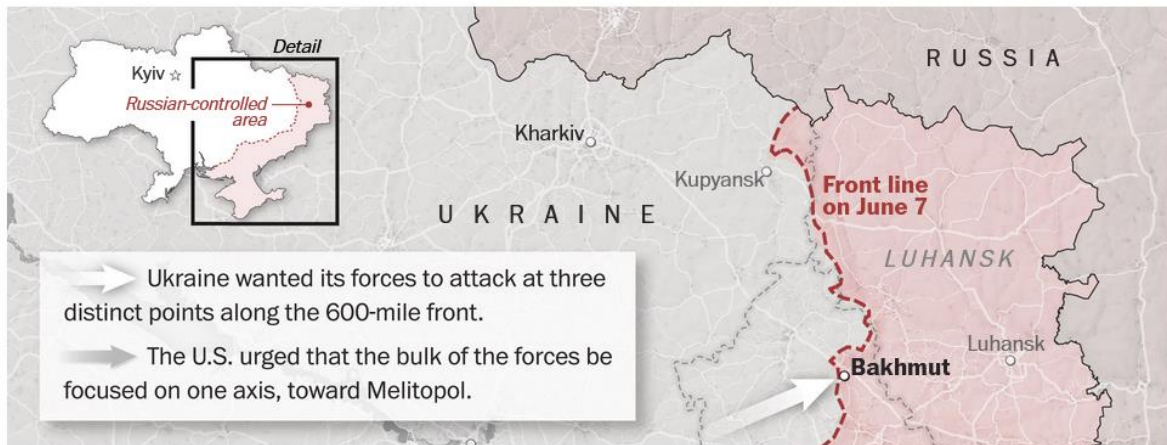 Detail
Kyiv
Russian-controlled
area
RUSSIA
Kharkiv
Kupyansk
Front line
on June 7
UKRAINE
LUHANSK
Ukraine wanted its forces to attack at three
distinct points along the 600-mile front.
The U.S. urged that the bulk of the forces be
focused on one axis, toward Melitopol.
Luhansk
Bakhmut